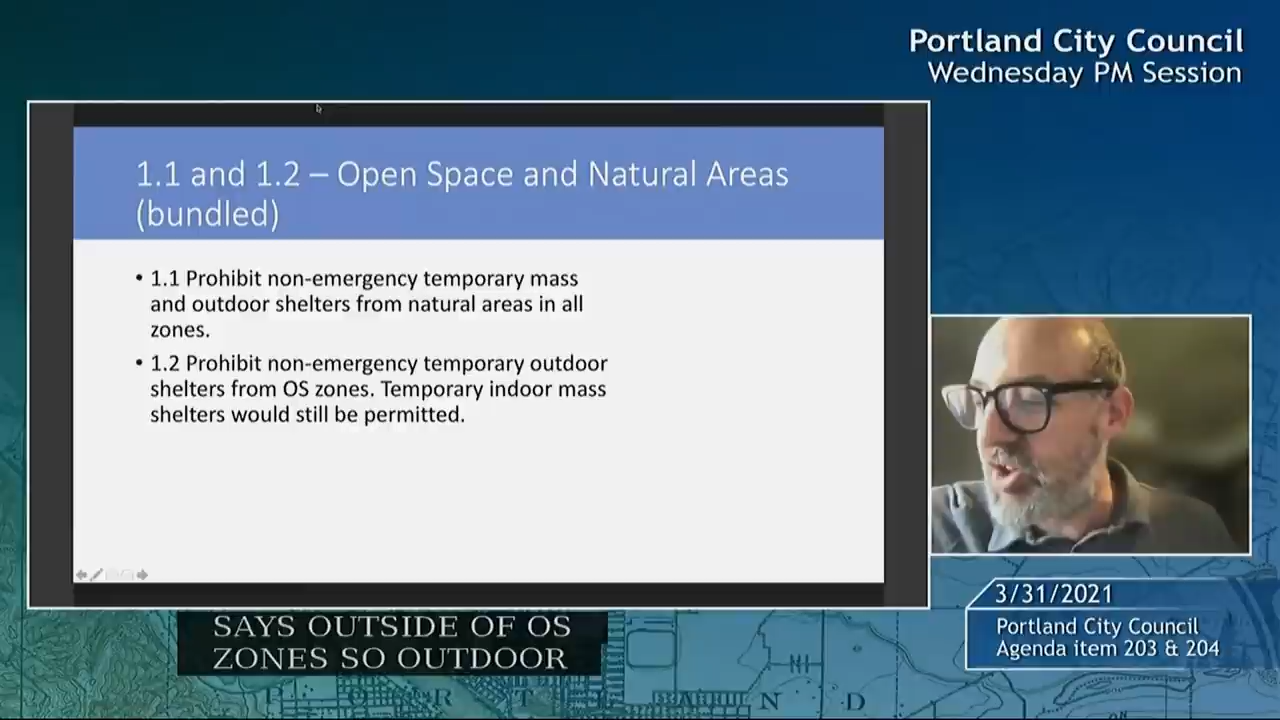 Portland City Council
Wednesday PM Session
1.1 and 1.2 – Open Space and Natural Areas
(bundled)
• 1.1 Prohibit non-emergency temporary mass
and outdoor shelters from natural areas in all
zones.
• 1.2 Prohibit non-emergency temporary outdoor
shelters from OS zones. Temporary indoor mass
shelters would still be permitted.
3/31/2021
Portland City Council
Agenda item 203 & 204
SAYS OUTSIDE OF OS
ZONES SO OUTDOOR
P O R T L A N D